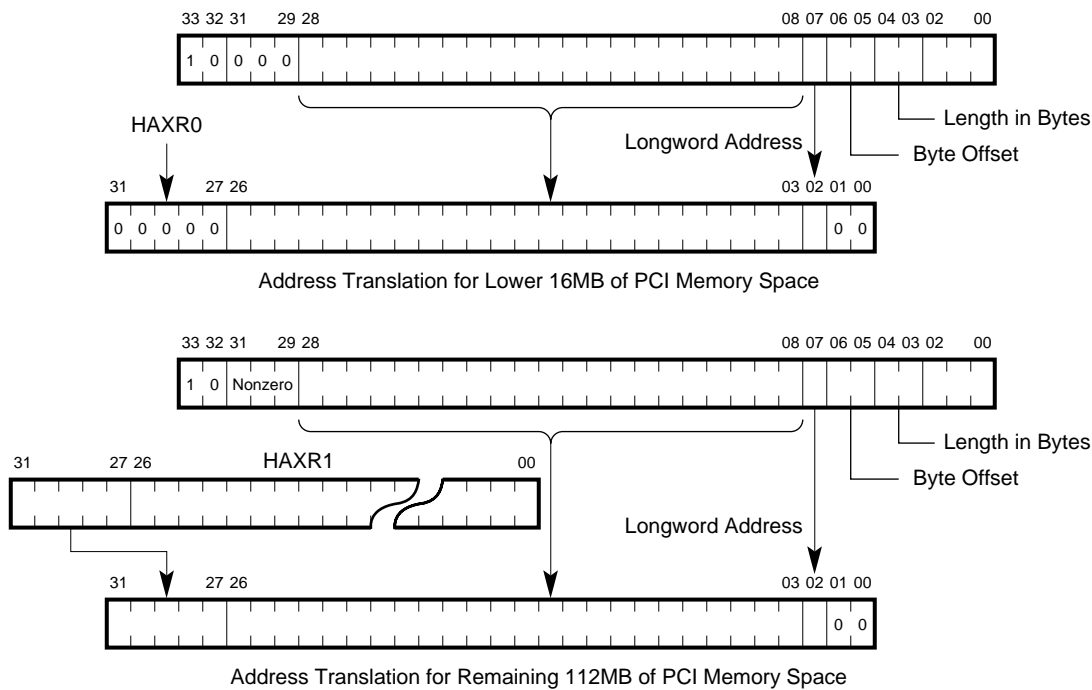 33 32 31 29 28 08 07 06 05 04 03 02 00
1 0 0 0 0
Length in Bytes
HAXR0
Longword Address
Byte Offset
31 27 26 03 02 01 00
0 0 0 0 0 0 0
Address Translation for Lower 16MB of PCI Memory Space
33 32 31 29 28 08 07 06 05 04 03 02 00
1 0 Nonzero
Length in Bytes
31 27 26 HAXR1 00
Byte Offset
Longword Address
31 27 26 03 02 01 00
0 0
Address Translation for Remaining 112MB of PCI Memory Space